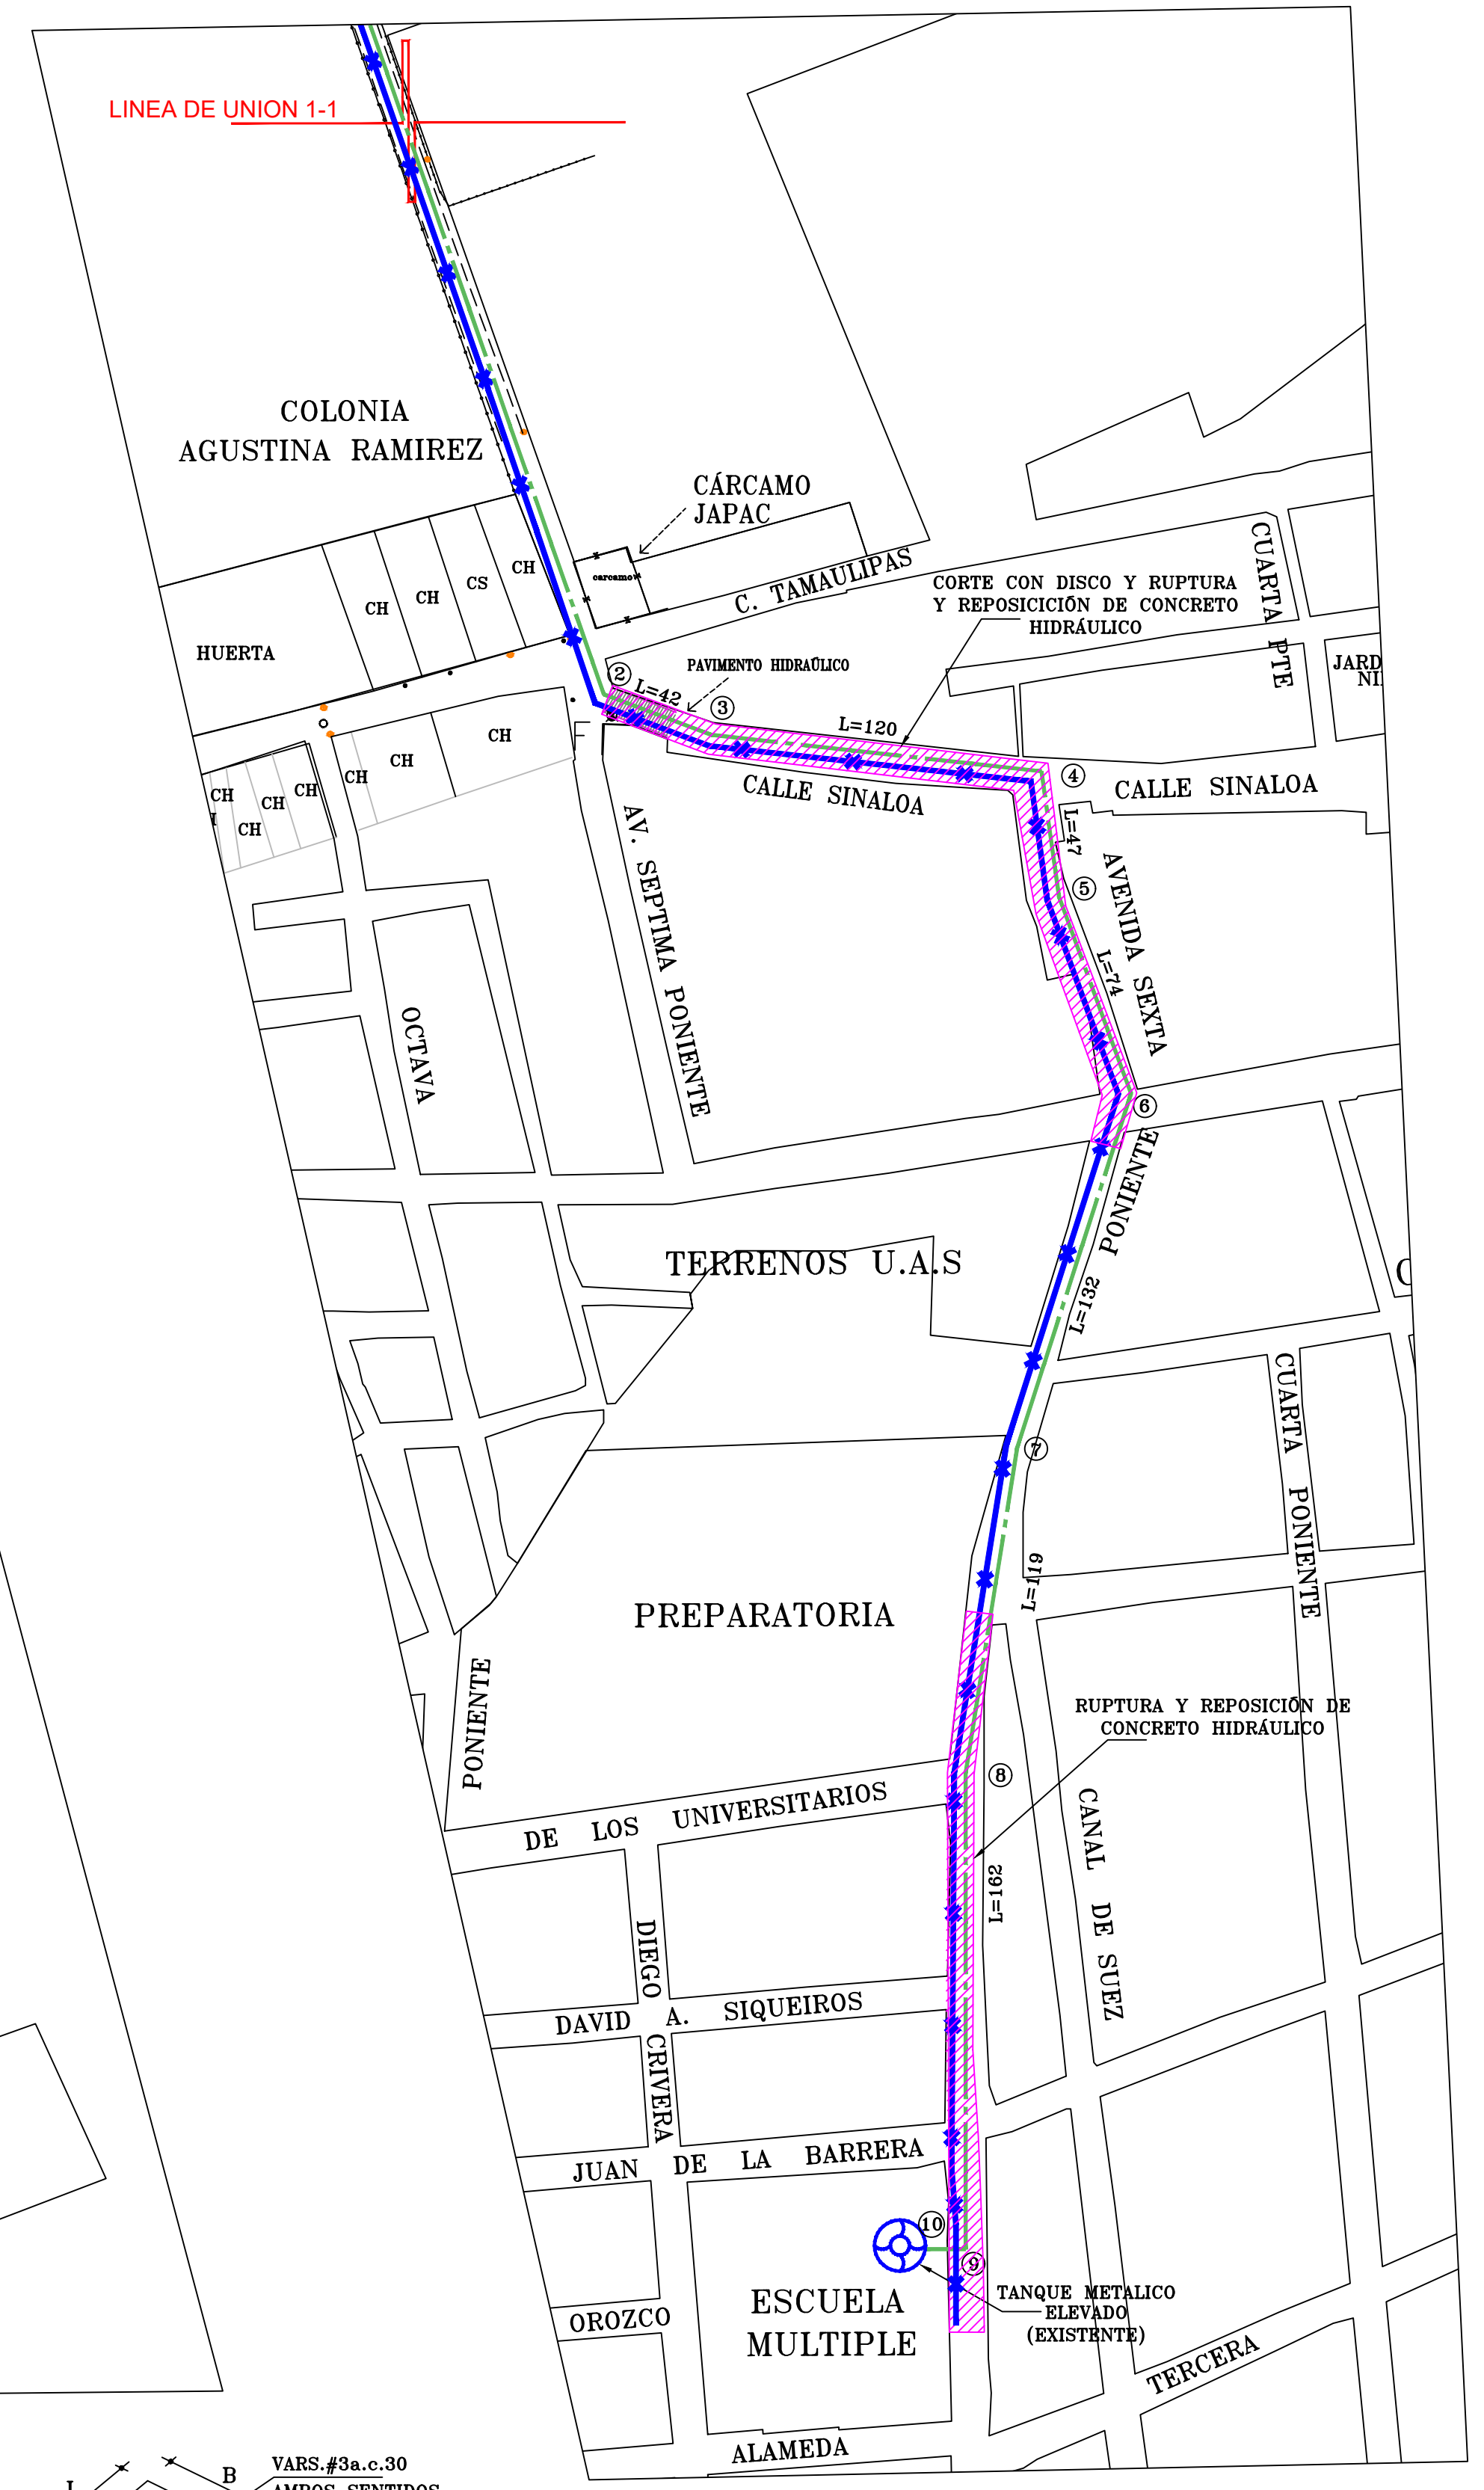 LINEA DE UNION 1-1
COLONIA
AGUSTINA RAMIREZ
CÁRCAMO
JAPAC
carcamo
C. TAMAULIPAS
CUARTA PTE
CORTE CON DISCO Y RUPTURA
Y REPOSICICIÓN DE CONCRETO
HIDRÁULICO
CH
CS
CH
CH
HUERTA
PAVIMENTO HIDRAÚLICO
JARD
NI
2
L=42
3
L=120
4
CALLE SINALOA
CALLE SINALOA
CH
CH
CH
CH
CH
CH
CH
L=47
5
AV. SEPTIMA PONIENTE
AVENIDA SEXTA
L=74
OCTAVA
6
PONIENTE
TERRENOS U.A.S
L=132
CUARTA PONIENTE
7
L=119
PREPARATORIA
PONIENTE
RUPTURA Y REPOSICIÓN DE
CONCRETO HIDRÁULICO
8
DE LOS UNIVERSITARIOS
CANAL DE SUEZ
L=162
DIEGO
DAVID A. SIQUEIROS
CRIVERA
JUAN DE LA BARRERA
10
9
TANQUE METALICO
ELEVADO
(EXISTENTE)
ESCUELA
MULTIPLE
OROZCO
TERCERA
ALAMEDA
VARS.#3a.c.30
B
AMBOS SENTIDOS